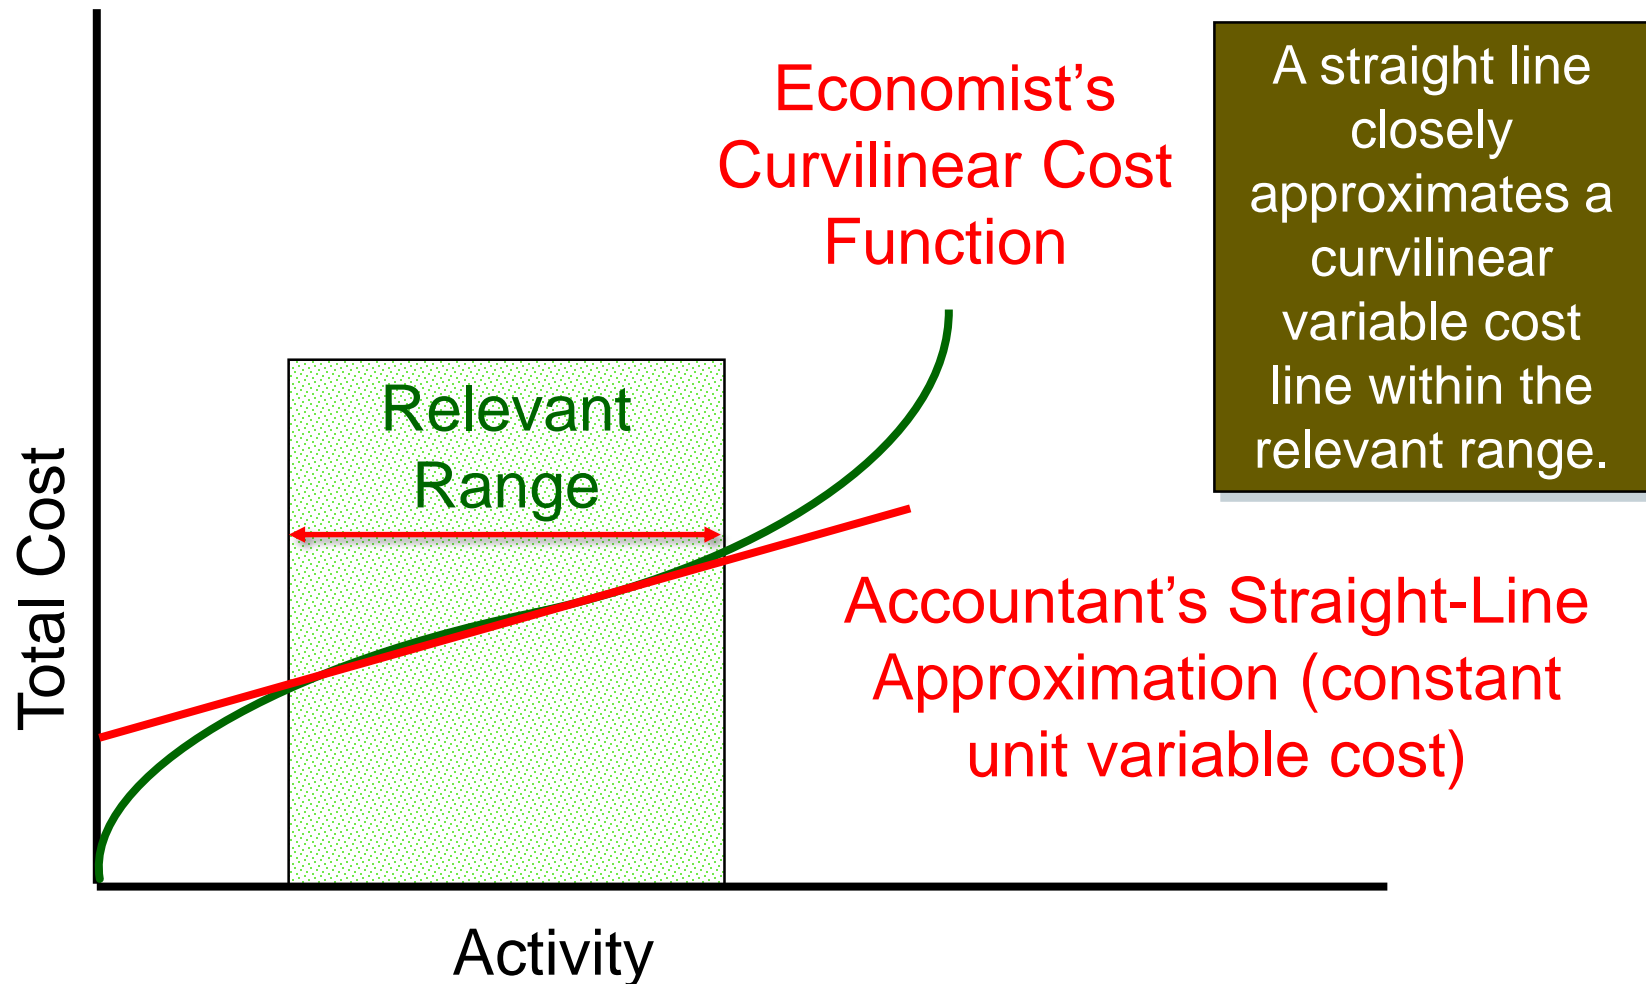 Economist’s
Curvilinear Cost
Function
A straight line
closely
approximates a
curvilinear
variable cost
line within the
relevant range.
Relevant
Range
Total Cost
Accountant’s Straight-Line
Approximation (constant
unit variable cost)
Activity